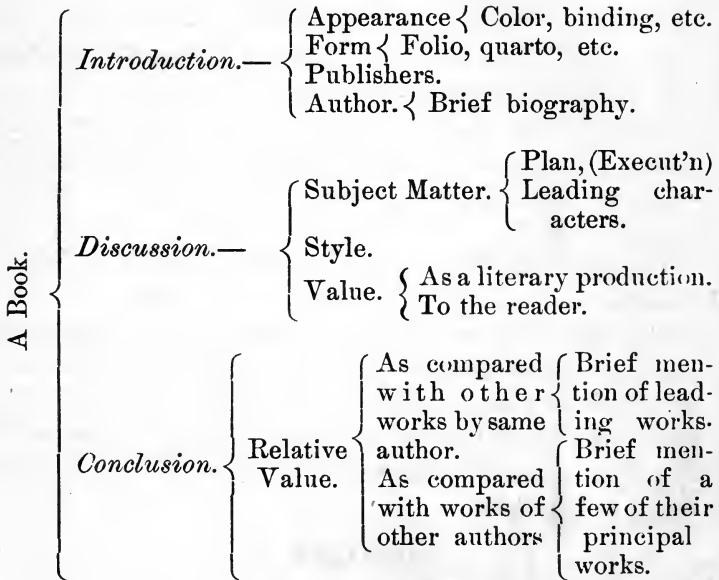 A Book.
Introduction.—
Appearance { Color, binding, etc.
Form { Folio, quarto, etc.
Publishers.
Author. { Brief biography.
Discussion.—
Subject Matter.
Plan, (Execut'n)
Leading char-
acters.
Style.
Value.
As a literary production.
To the reader.
Conclusion.
Relative
Value.
As compared
with other
works by same
author.
Brief men-
tion of lead-
ing works.
As compared
with works of
other authors
Brief men-
tion of a
few of their
principal
works.